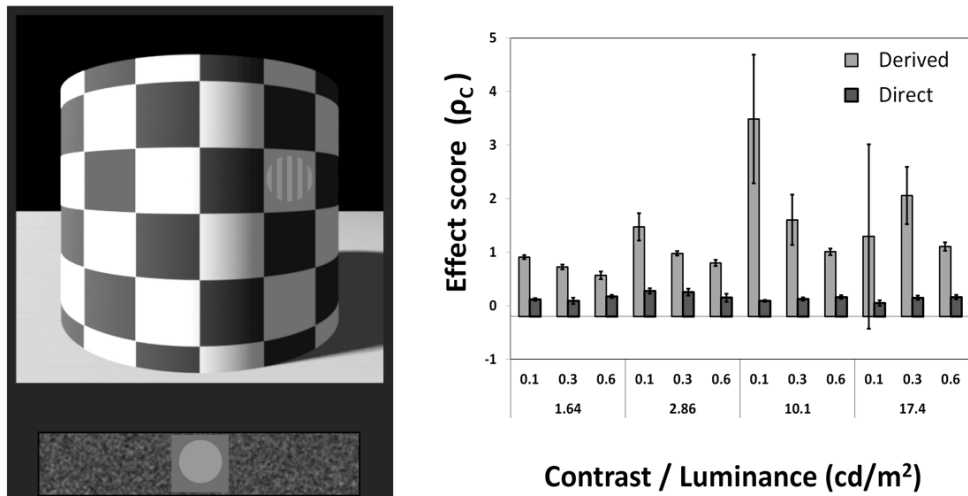 5
4
3
2
1
0
-1
Effect score (ρC)
Derived
Direct
0.1 0.3 0.6 0.1 0.3 0.6 0.1 0.3 0.6 0.1 0.3 0.6
1.64 2.86 10.1 17.4
Contrast / Luminance (cd/m²)